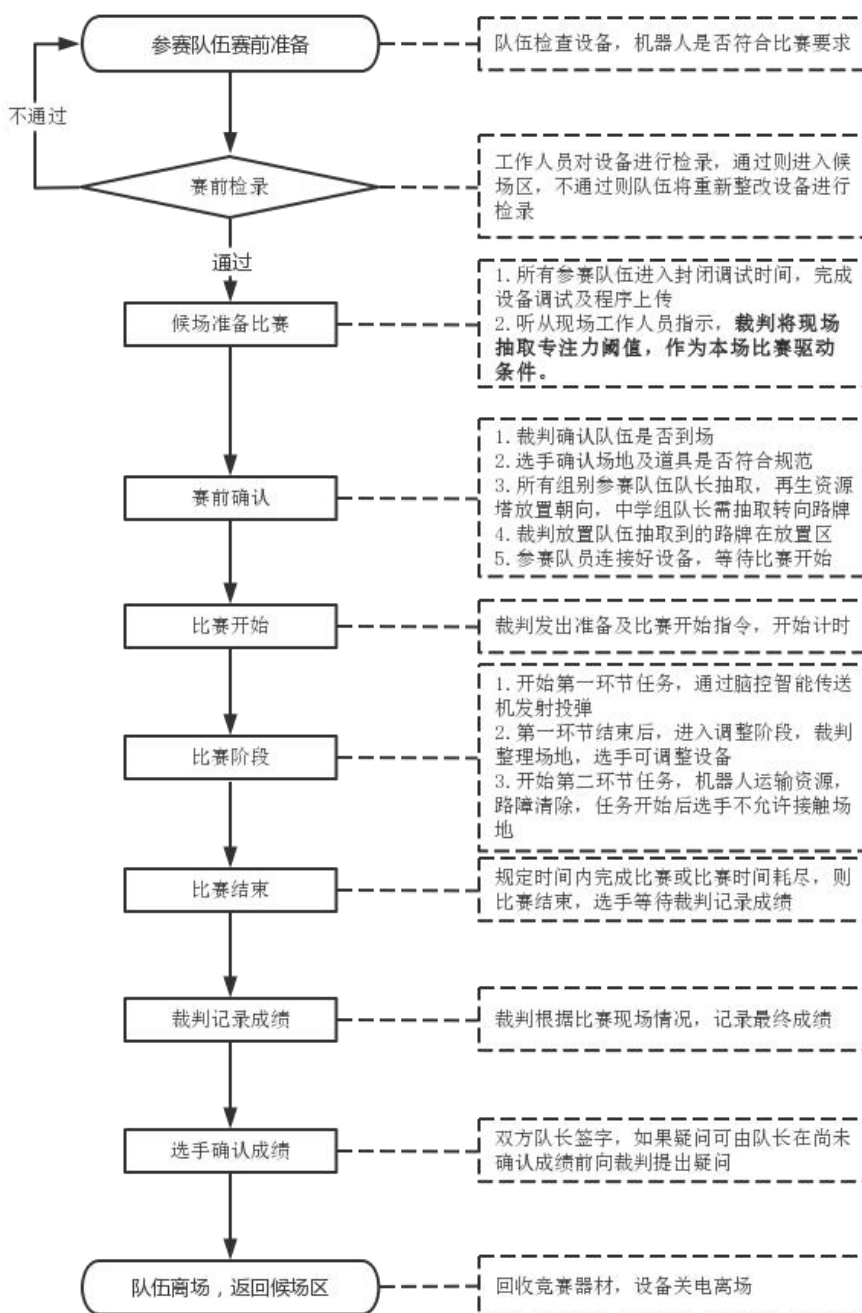 参赛队伍赛前准备
队伍检查设备，机器人是否符合比赛要求
不通过
赛前检录
工作人员对设备进行检录，通过则进入候
场区，不通过则队伍将重新整改设备进行
检录
通过
候场准备比赛
1.所有参赛队伍进入封闭调试时间，完成
设备调试及程序上传
2.听从现场工作人员指示，裁判将现场
抽取专注力阈值，作为本场比赛驱动
条件。
赛前确认
1.裁判确认队伍是否到场
2.选手确认场地及道具是否符合规范
3.所有组别参赛队伍队长抽取，再生资源
塔放置朝向，中学组队长需抽取转向路牌
4.裁判放置队伍抽取到的路牌在放置区
5.参赛队员连接好设备，等待比赛开始
比赛开始
裁判发出准备及比赛开始指令，开始计时
比赛阶段
1.开始第一环节任务，通过脑控智能传送
机发射投弹
2.第一环节结束后，进入调整阶段，裁判
整理场地，选手可调整设备
3.开始第二环节任务，机器人运输资源，
路障清除，任务开始后选手不允许接触场
地
比赛结束
规定时间内完成比赛或比赛时间耗尽，则
比赛结束，选手等待裁判记录成绩
裁判记录成绩
裁判根据比赛现场情况，记录最终成绩
选手确认成绩
双方队长签字，如果疑问可由队长在尚未
确认成绩前向裁判提出疑问
队伍离场，返回候场区
回收竞赛器材，设备关电离场